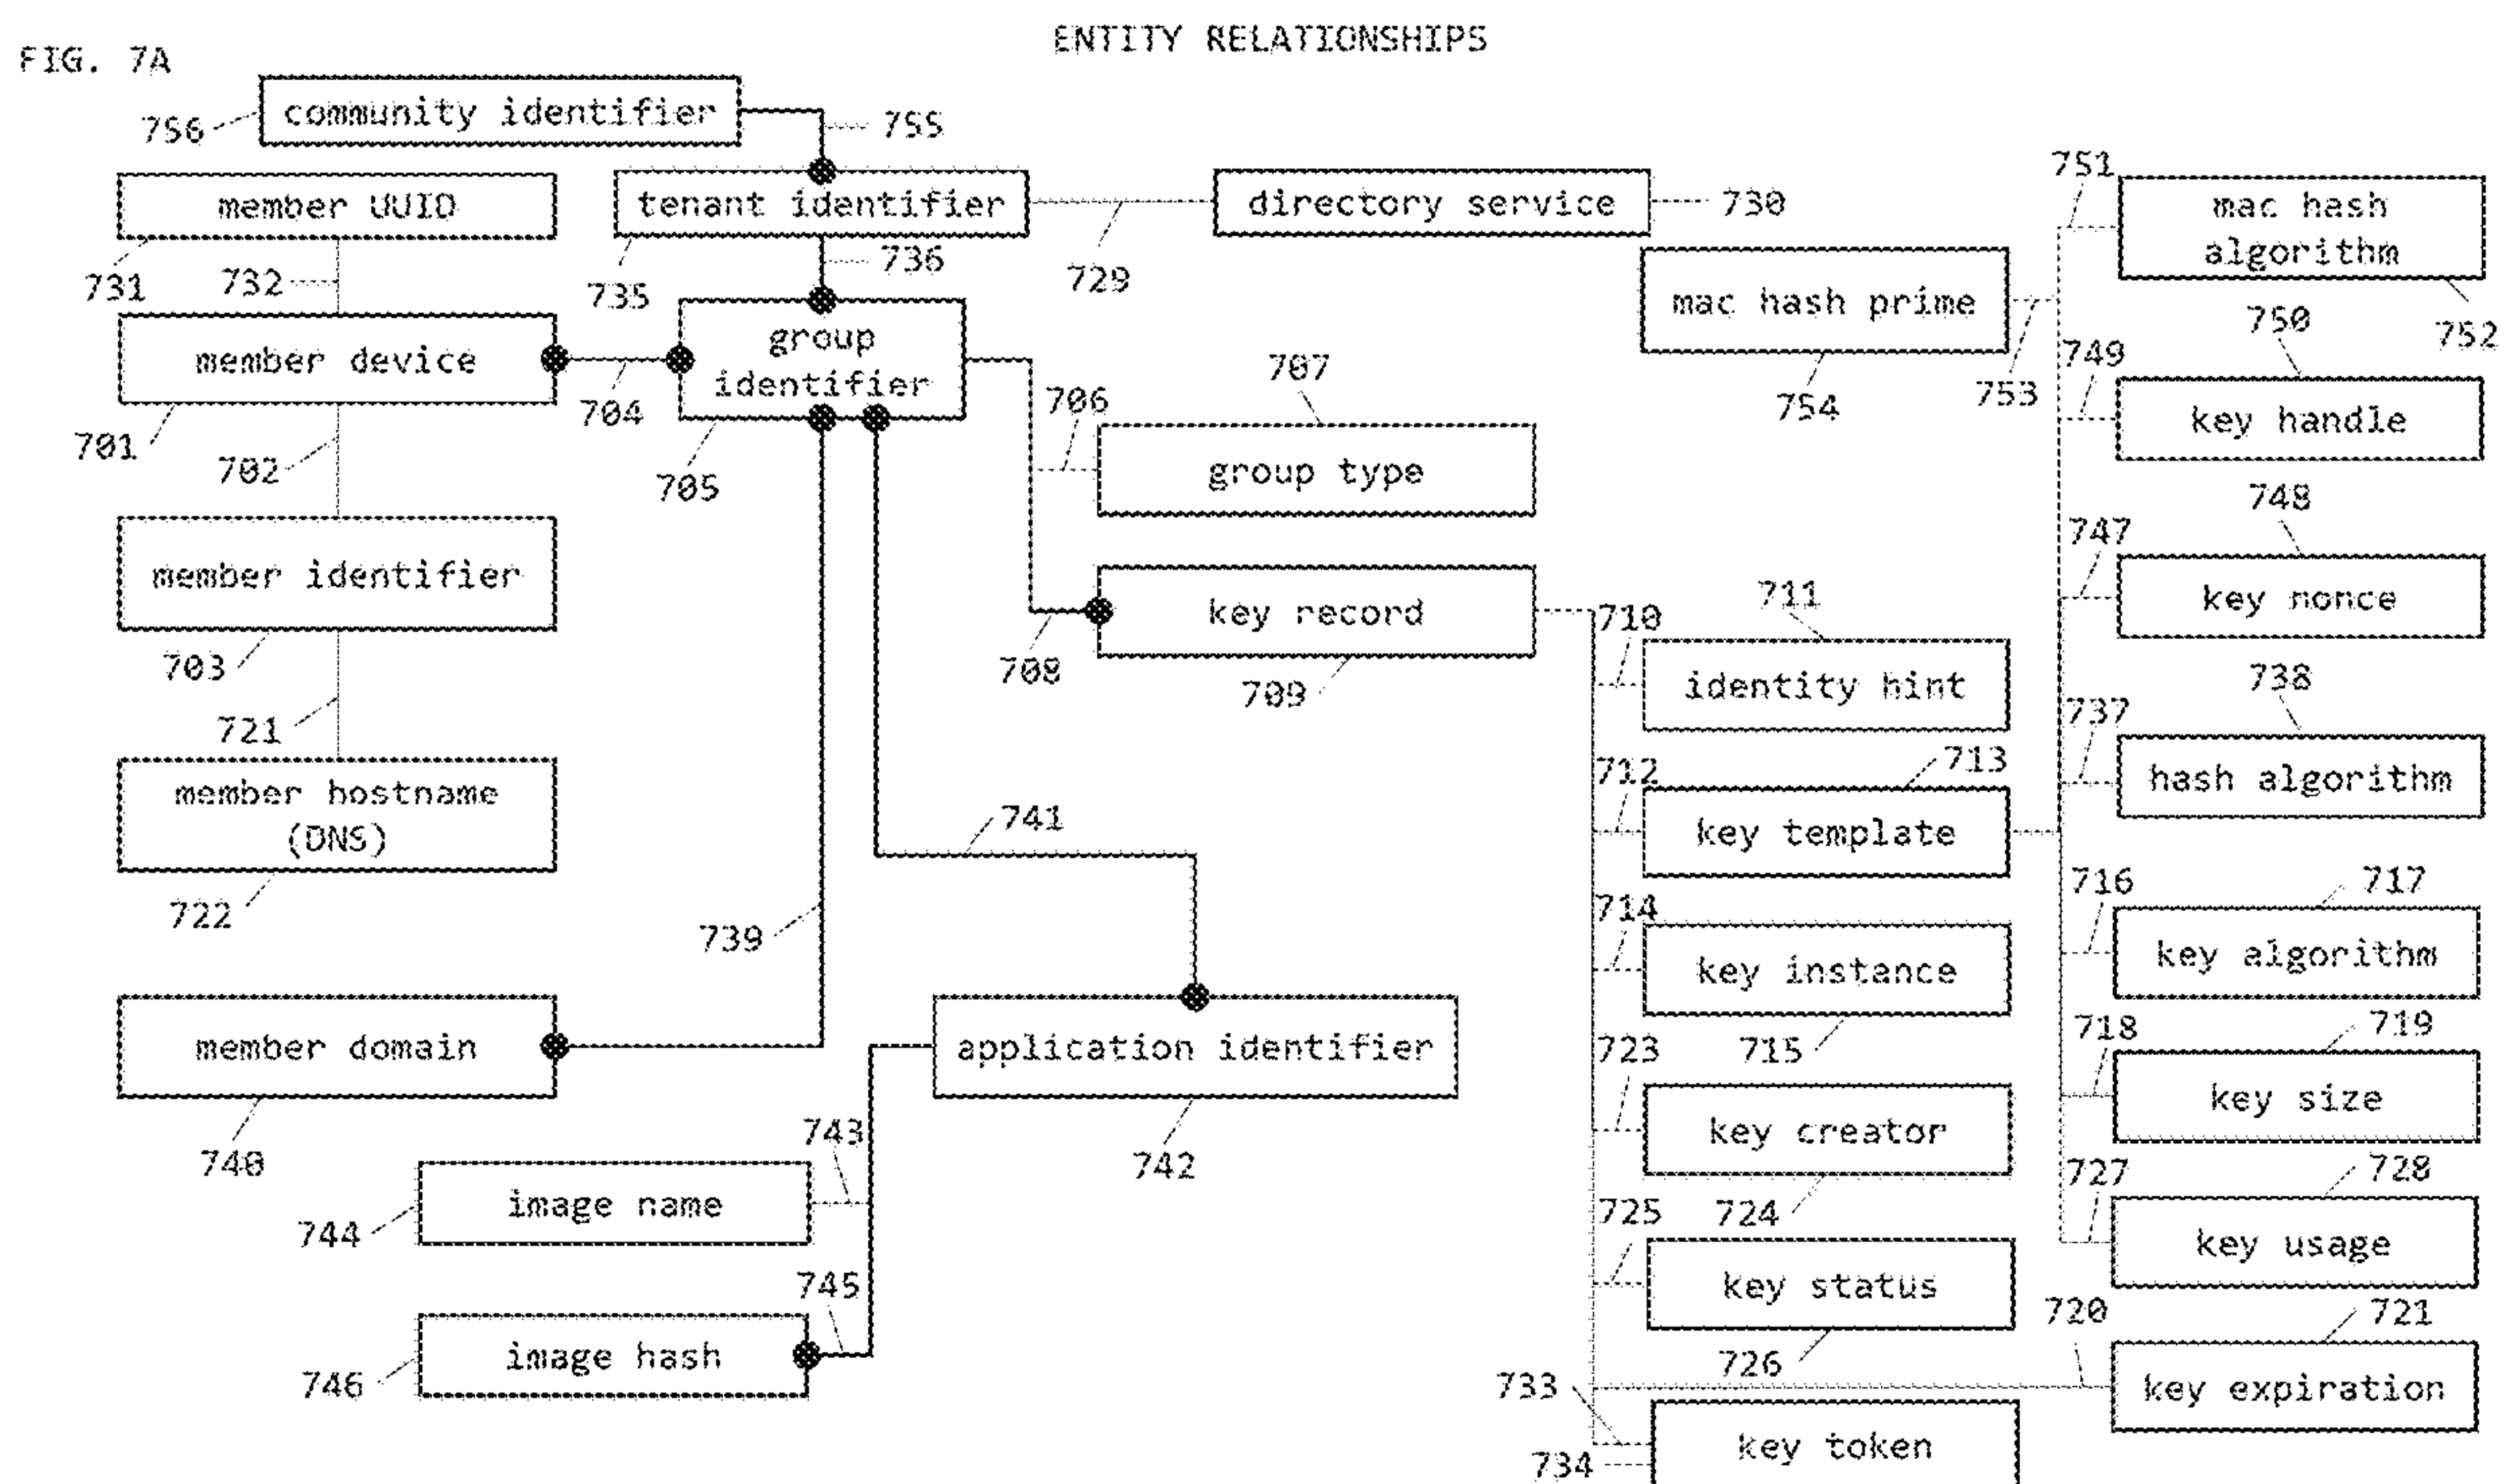 ENTITY RELATIONSHIPS
FIG. 7A
community identifier
756
755
member UUID
tenant identifier
directory service
730
751
mac hash
algorithm
731
732
735
736
729
mac hash prime
752
750
member device
group
identifier
704
701
702
705
706
707
group type
754
753
749
key handle
748
747
key nonce
member identifier
703
key record
708
709
710
711
identity hint
738
737
hash algorithm
721
member hostname
(DNS)
722
741
712
713
key template
739
714
key instance
715
716
717
key algorithm
member domain
740
application identifier
742
723
key creator
724
718
719
key size
743
image name
744
725
key status
726
727
728
key usage
745
image hash
746
720
721
key expiration
733
key token
734